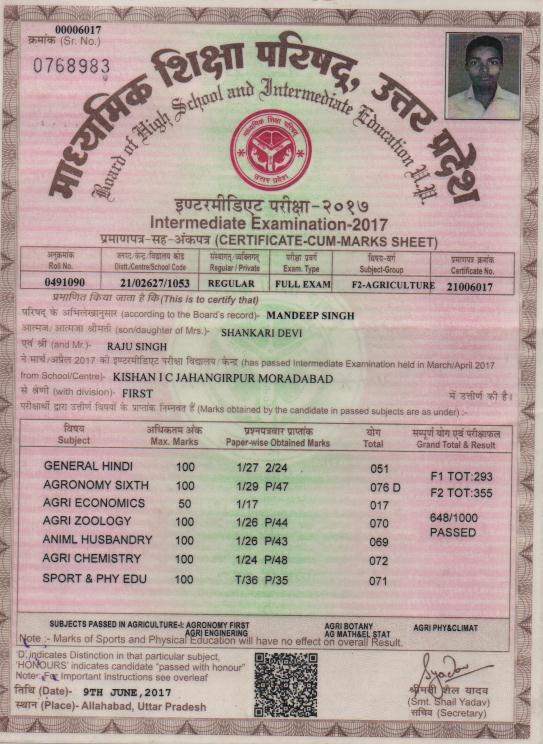 00006017
क्रमांक (Sr. No.)
0768983
माध्यमिक शिक्षा परिषद्, उत्तर प्रदेश
Board of High School and Intermediate Education U.P.
माध्यमिक शिक्षा परिषद
उत्तर प्रदेश
इण्टरमीडिएट परीक्षा-२०१७
Intermediate Examination-2017
प्रमाणपत्र-सह-अंकपत्र (CERTIFICATE-CUM-MARKS SHEET)
अनुक्रमांक जनपद/केन्द्र/विद्यालय कोड संस्थागत/व्यक्तिगत परीक्षा प्रवर्ग विषय-वर्ग प्रमाणपत्र क्रमांक
Roll No. Distt./Centre/School Code Regular / Private Exam. Type Subject-Group Certificate No.
0491090 21/02627/1053 REGULAR FULL EXAM F2-AGRICULTURE 21006017
प्रमाणित किया जाता है कि(This is to certify that)
परिषद के अभिलेखानुसार (according to the Board's record)- MANDEEP SINGH
आत्मज/आत्मजा श्रीमती (son/daughter of Mrs.)- SHANKARI DEVI
एवं श्री (and Mr.)- RAJU SINGH
ने मार्च/अप्रैल 2017 को इण्टरमीडिएट परीक्षा विद्यालय/केन्द्र (has passed Intermediate Examination held in March/April 2017
from School/Centre)- KISHAN I C JAHANGIRPUR MORADABAD
से श्रेणी (with division)- FIRST में उत्तीर्ण की है।
परीक्षार्थी द्वारा उत्तीर्ण विषयों के प्राप्तांक निम्नवत हैं (Marks obtained by the candidate in passed subjects are as under) :-
विषय अधिकतम अंक प्रश्नपत्रवार प्राप्तांक योग सम्पूर्ण योग एवं परीक्षाफल
Subject Max. Marks Paper-wise Obtained Marks Total Grand Total & Result
GENERAL HINDI 100 1/27 2/24 051
F1 TOT:293
AGRONOMY SIXTH 100 1/29 P/47 076 D
F2 TOT:355
AGRI ECONOMICS 50 1/17 017
AGRI ZOOLOGY 100 1/26 P/44 070
648/1000
PASSED
ANIML HUSBANDRY 100 1/26 P/43 069
AGRI CHEMISTRY 100 1/24 P/48 072
SPORT & PHY EDU 100 T/36 P/35 071
SUBJECTS PASSED IN AGRICULTURE-I: AGRONOMY FIRST AGRI BOTANY AGRI PHY&CLIMAT
AGRI ENGINERING AG MATH&EL STAT
Note :- Marks of Sports and Physical Education will have no effect on overall Result.
'D' indicates Distinction in that particular subject,
'HONOURS' indicates candidate "passed with honour"
Note: For Important Instructions see overleaf
तिथि (Date)- 9TH JUNE,2017
स्थान (Place)- Allahabad, Uttar Pradesh
SYadav
श्रीमती शैल यादव
(Smt. Shail Yadav)
सचिव (Secretary)